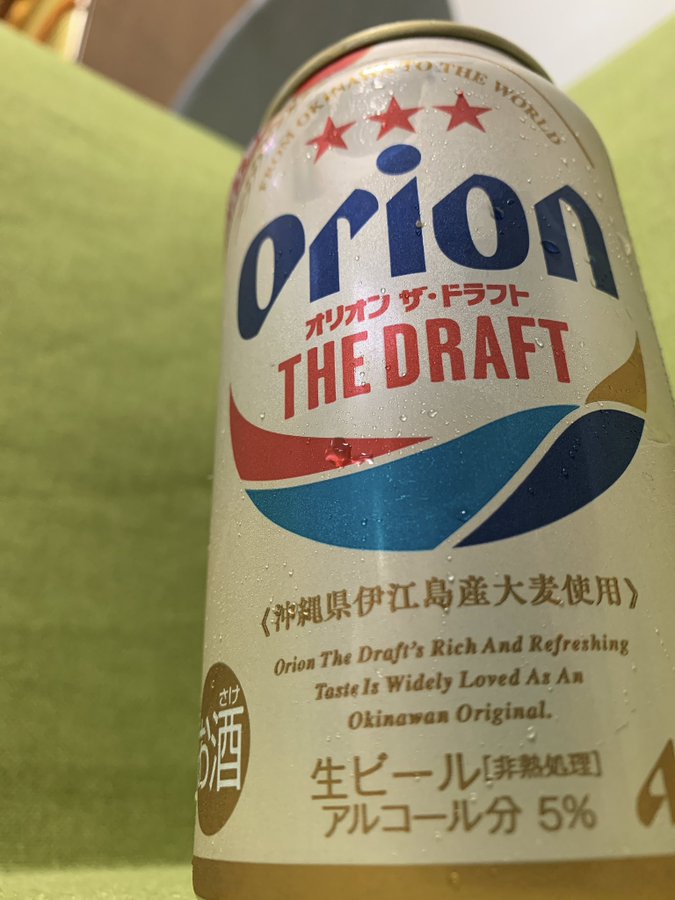 FROM OKINAWA TO THE WORLD
orion
オリオン ザ・ドラフト
THE DRAFT
《沖縄県伊江島産大麦使用》
Orion The Draft's Rich And Refreshing
Taste Is Widely Loved As An
Okinawan Original.
さけ
お酒
生ビール[非熱処理]
アルコール分 5%